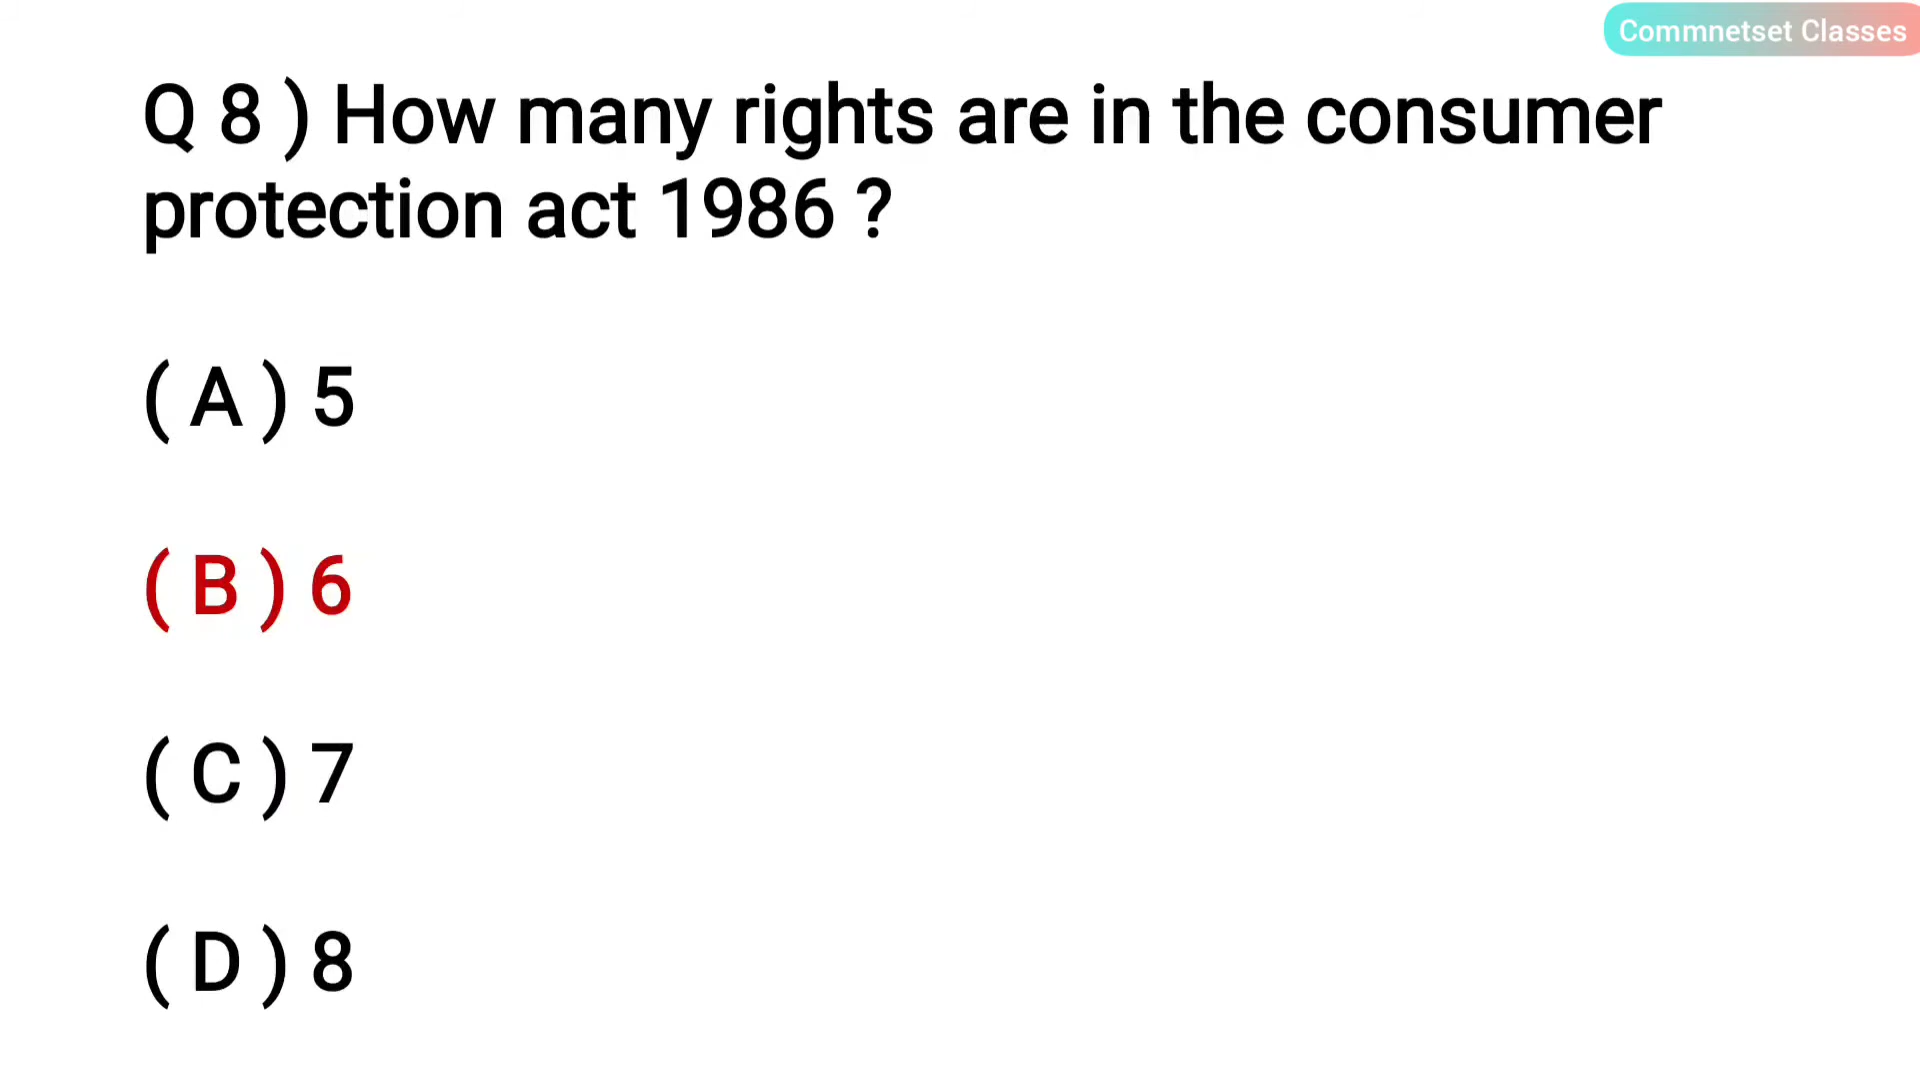 Commnetset Classes
Q 8 ) How many rights are in the consumer
protection act 1986 ?
( A ) 5
( B ) 6
( C ) 7
( D ) 8